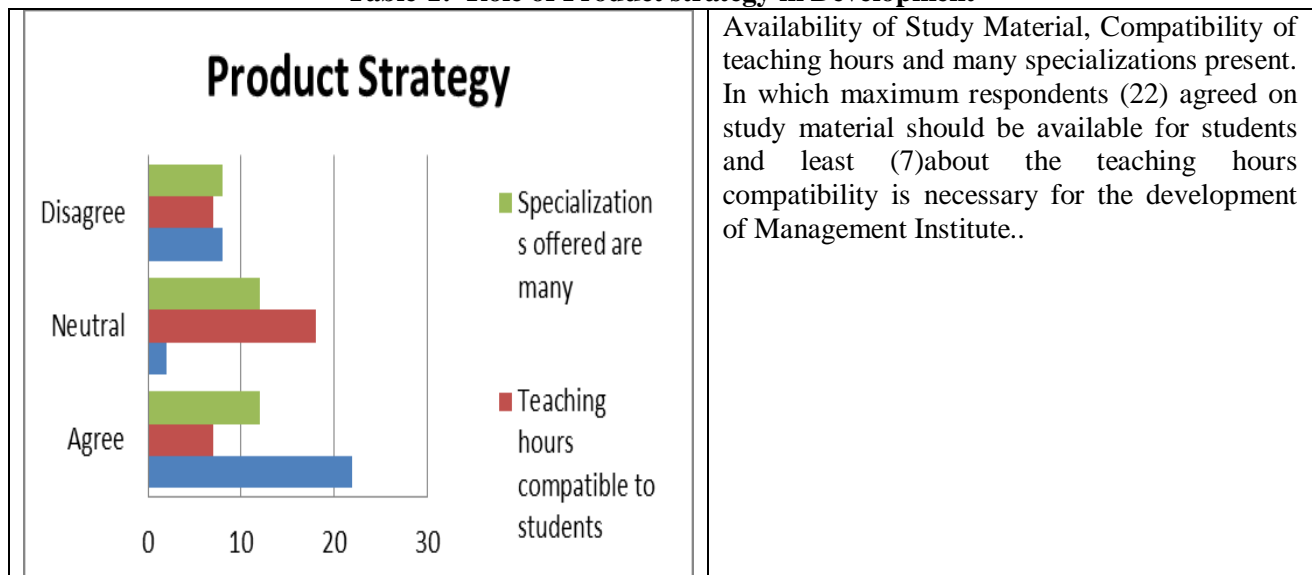 Product Strategy
Disagree
Neutral
Agree
0 10 20 30
Specialization
s offered are
many
Teaching
hours
compatible to
students
Availability of Study Material, Compatibility of
teaching hours and many specializations present.
In which maximum respondents (22) agreed on
study material should be available for students
and least (7)about the teaching hours
compatibility is necessary for the development
of Management Institute..